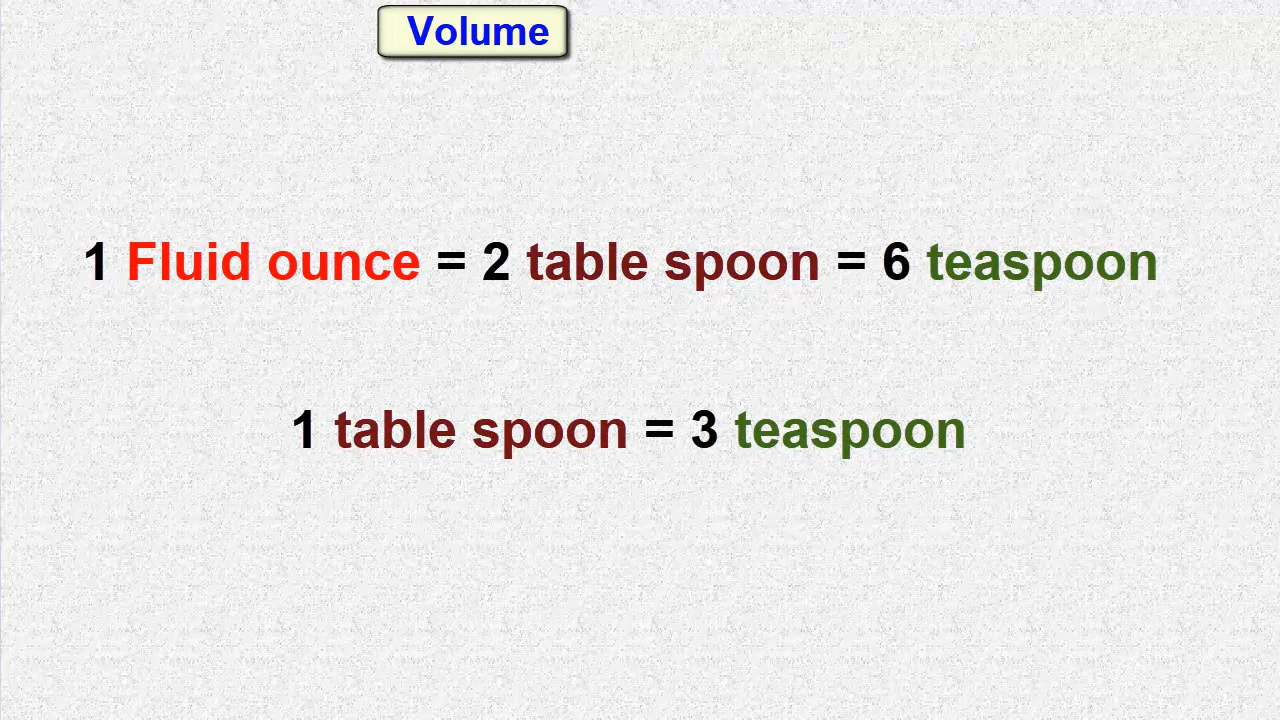 Volume
1 Fluid ounce = 2 table spoon = 6 teaspoon
1 table spoon = 3 teaspoon